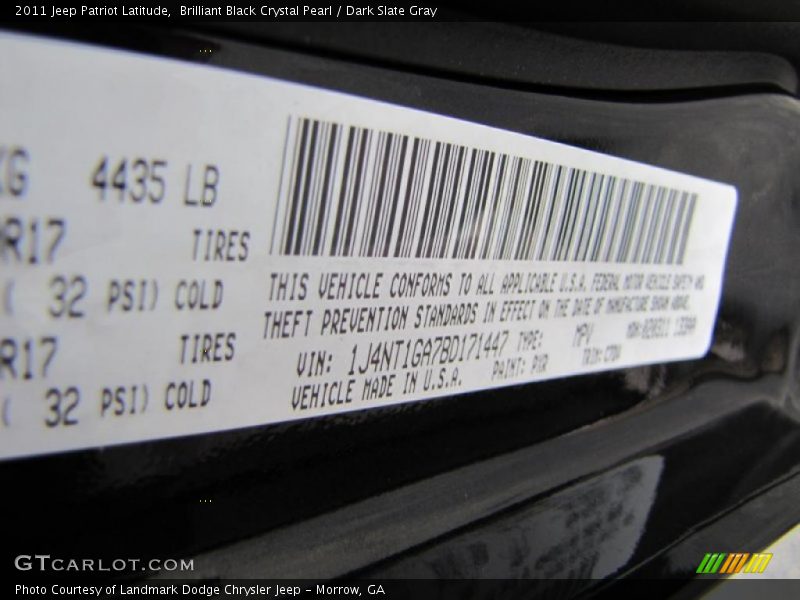 2011 Jeep Patriot Latitude,  Brilliant Black Crystal Pearl / Dark Slate Gray
KG 4435 LB
R17 TIRES
( 32 PSI) COLD
R17 TIRES
( 32 PSI) COLD
THIS VEHICLE CONFORMS TO ALL APPLICABLE U.S.A. FEDERAL MOTOR VEHICLE SAFETY AND
THEFT PREVENTION STANDARDS IN EFFECT ON THE DATE OF MANUFACTURE SHOWN ABOVE.
VIN: 1J4NT1GA7BD171447 TYPE: MPV
VEHICLE MADE IN U.S.A. PAINT: PXR TRIM:
GTCARLOT.COM
Photo Courtesy of Landmark Dodge Chrysler Jeep - Morrow, GA